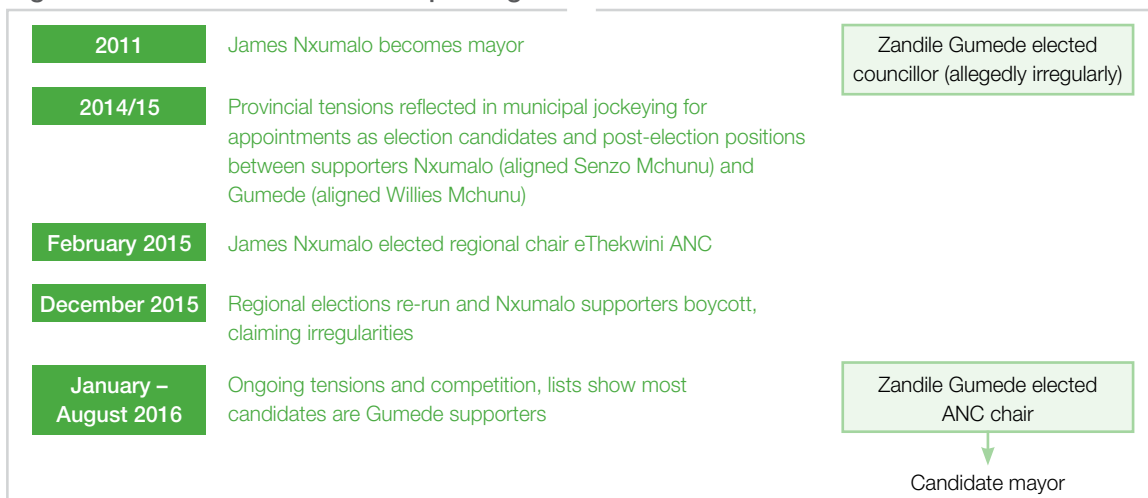 2011
James Nxumalo becomes mayor
Zandile Gumede elected
councillor (allegedly irregularly)
2014/15
Provincial tensions reflected in municipal jockeying for
appointments as election candidates and post-election positions
between supporters Nxumalo (aligned Senzo Mchunu) and
Gumede (aligned Willies Mchunu)
February 2015
James Nxumalo elected regional chair eThekwini ANC
December 2015
Regional elections re-run and Nxumalo supporters boycott,
claiming irregularities
January –
August 2016
Ongoing tensions and competition, lists show most
candidates are Gumede supporters
Zandile Gumede elected
ANC chair
Candidate mayor